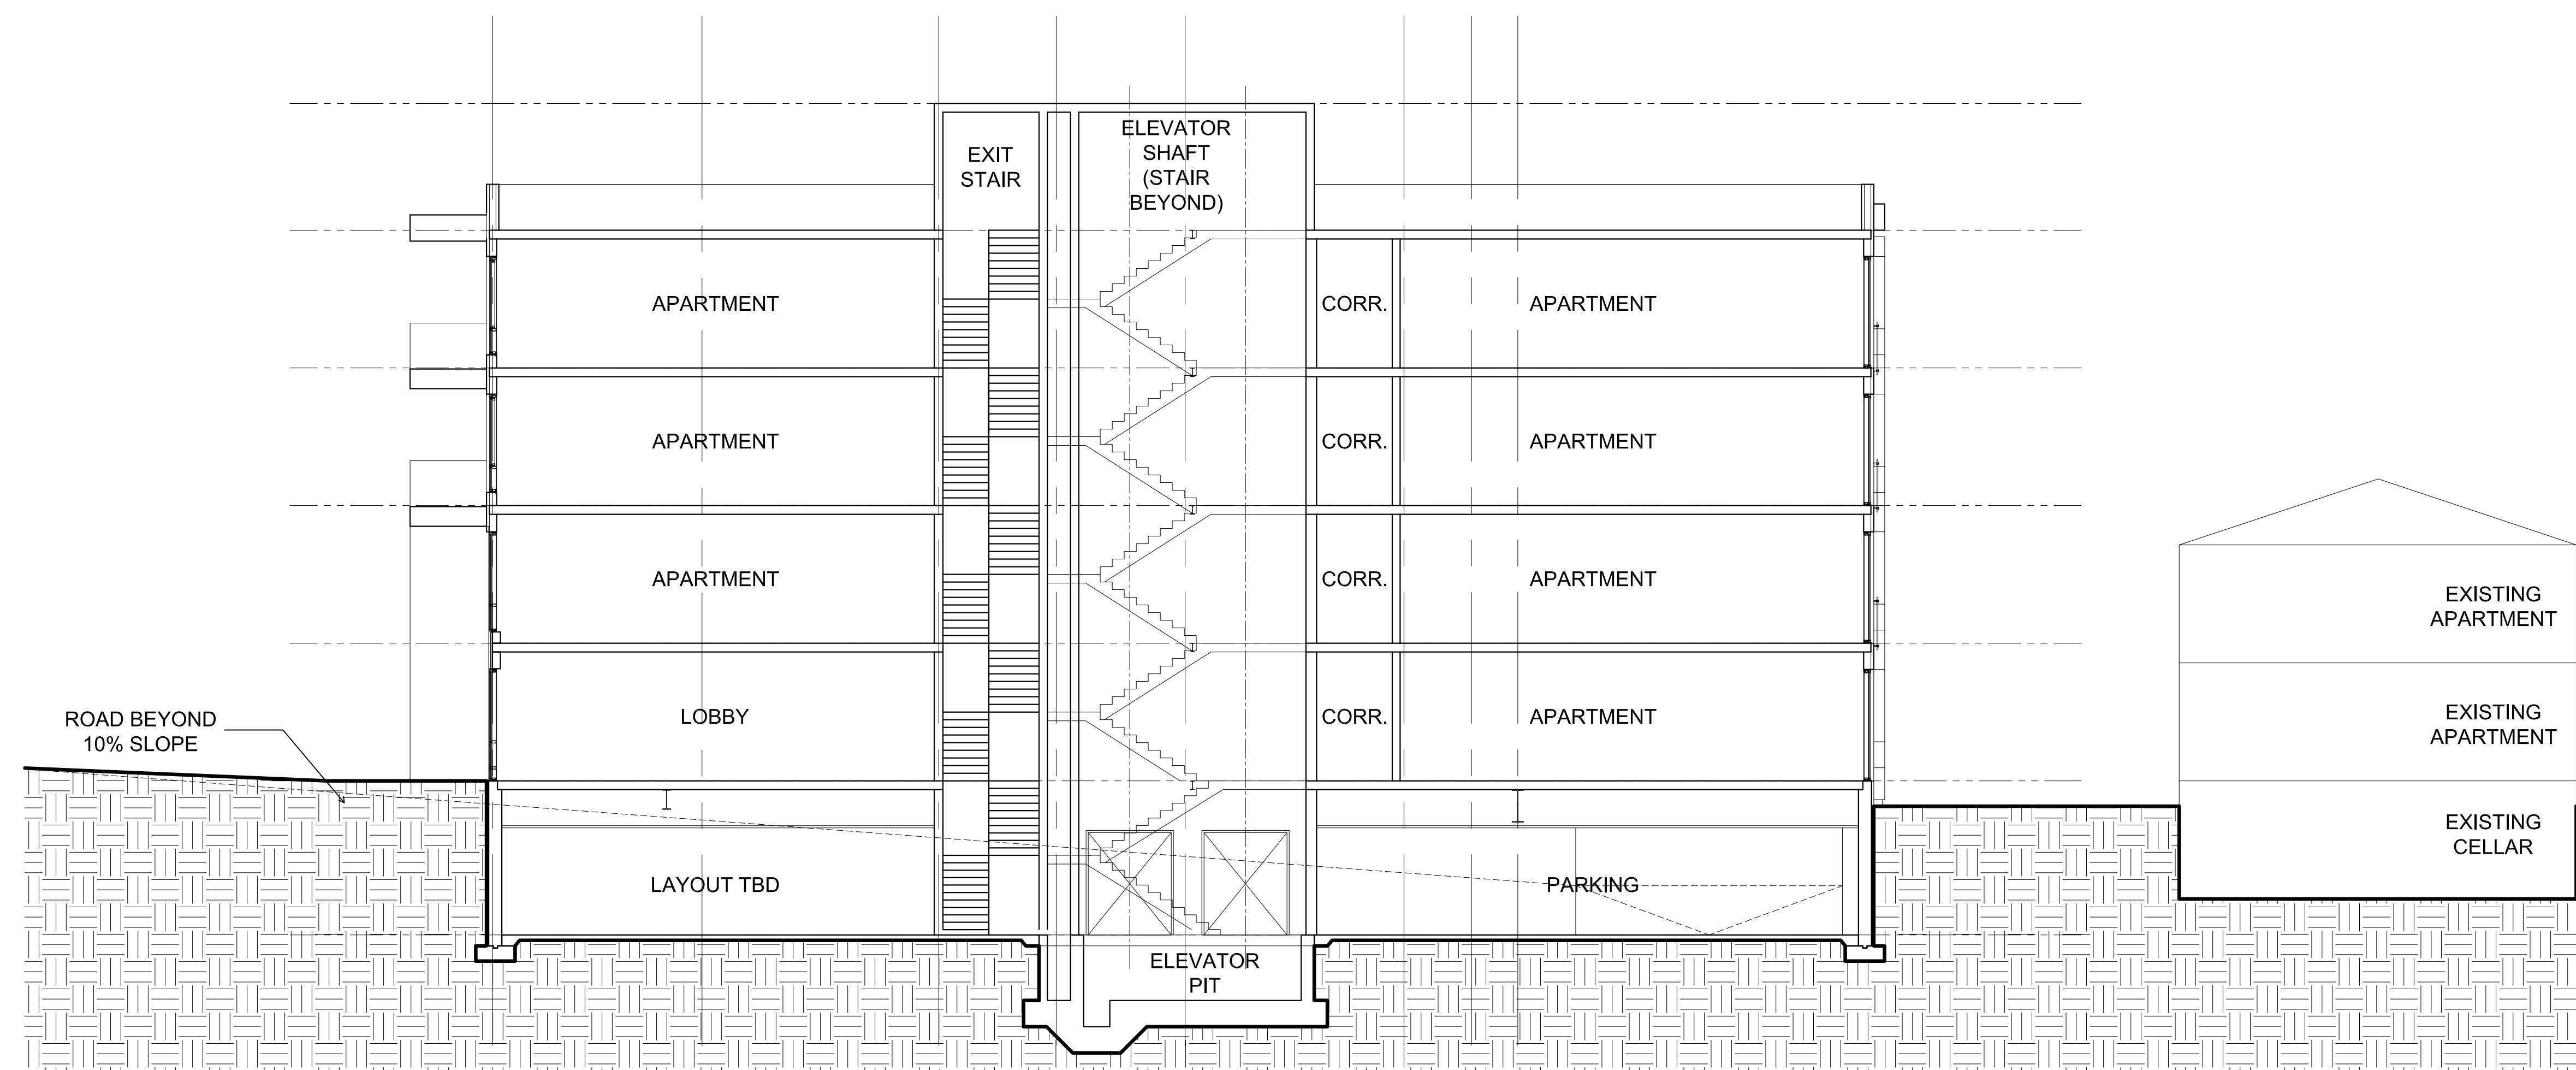 EXIT
STAIR
ELEVATOR
SHAFT
(STAIR
BEYOND)
APARTMENT
CORR.
APARTMENT
APARTMENT
CORR.
APARTMENT
APARTMENT
CORR.
APARTMENT
EXISTING
APARTMENT
ROAD BEYOND
10% SLOPE
LOBBY
CORR.
APARTMENT
EXISTING
APARTMENT
LAYOUT TBD
PARKING
EXISTING
CELLAR
ELEVATOR
PIT